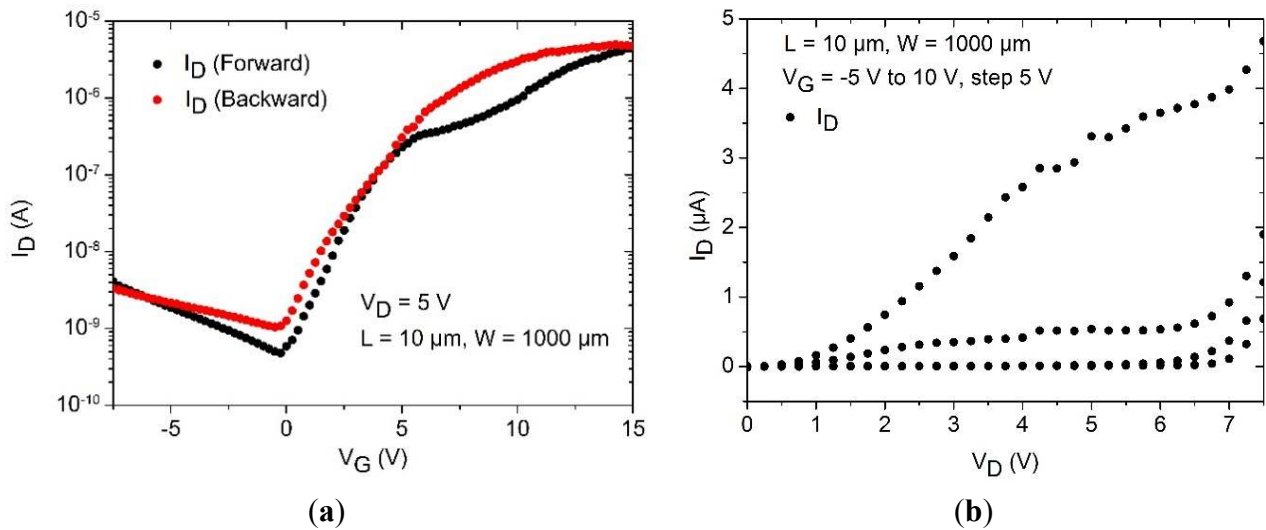 10⁻⁵
10⁻⁶
10⁻⁷
10⁻⁸
10⁻⁹
10⁻¹⁰
I_D (A)
I_D (Forward)
I_D (Backward)
V_D = 5 V
L = 10 µm, W = 1000 µm
-5 0 5 10 15
V_G (V)
(a)
5
4
3
2
1
0
I_D (µA)
L = 10 µm, W = 1000 µm
V_G = -5 V to 10 V, step 5 V
I_D
0 1 2 3 4 5 6 7
V_D (V)
(b)